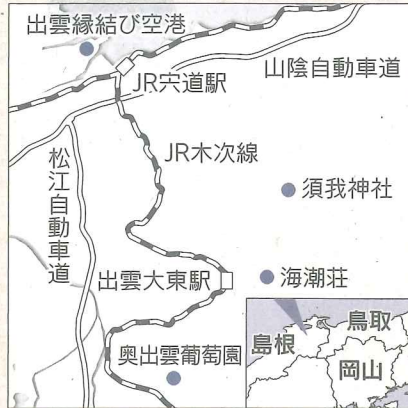 出雲縁結び空港
JR宍道駅
山陰自動車道
JR木次線
松江自動車道
須我神社
出雲大東駅
海潮荘
奥出雲葡萄園
島根
鳥取
岡山